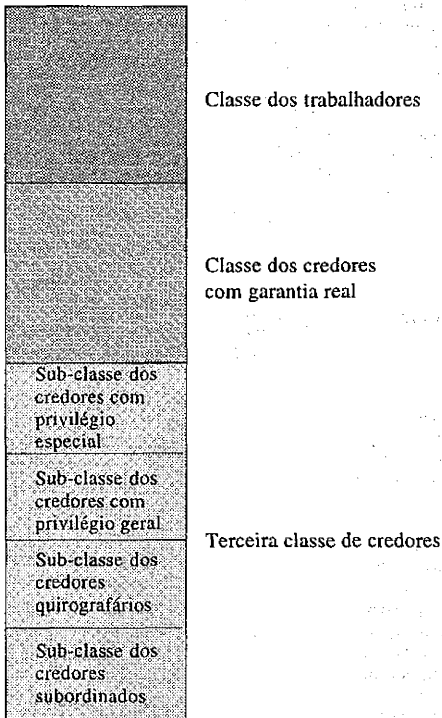 Classe dos trabalhadores
Classe dos credores
com garantia real
Sub-classe dos
credores com
privilégio
especial
Sub-classe dos
credores com
privilégio geral
Terceira classe de credores
Sub-classe dos
credores
quirografários
Sub-classe dos
credores
subordinados